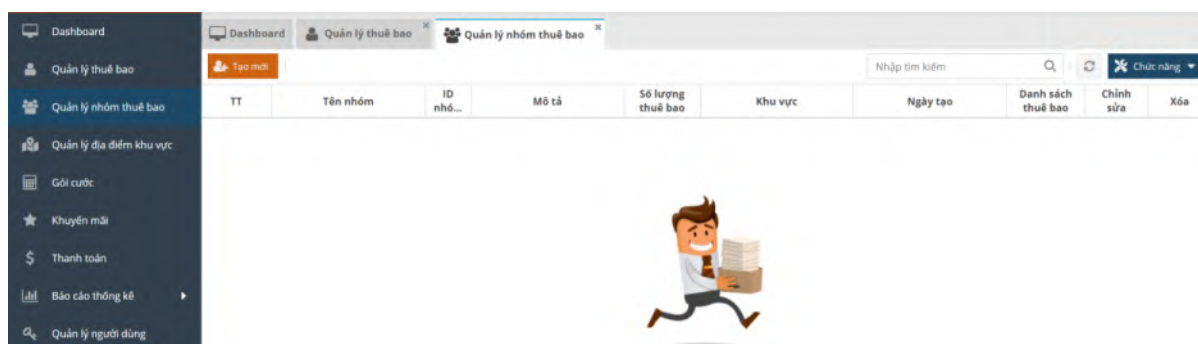 Dashboard
Quản lý thuê bao
Quản lý nhóm thuê bao
Quản lý địa điểm khu vực
Gói cước
Khuyến mãi
$ Thanh toán
Báo cáo thống kê
Quản lý người dùng
Dashboard Quản lý thuê bao Quản lý nhóm thuê bao
Tạo mới Nhập tìm kiếm Chức năng
TT Tên nhóm ID nhó... Mô tả Số lượng thuê bao Khu vực Ngày tạo Danh sách thuê bao Chỉnh sửa Xóa